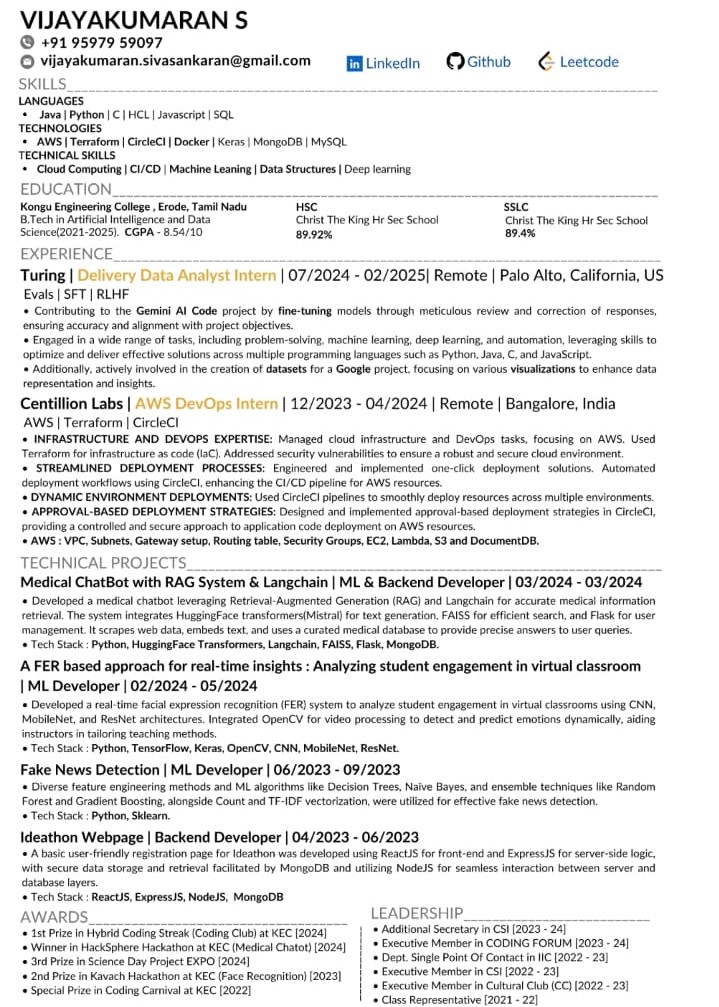 VIJAYAKUMARAN S
+91 95979 59097
vijayakumaran.sivasankaran@gmail.com
LinkedIn
Github
Leetcode
SKILLS
LANGUAGES
• Java | Python | C | HCL | Javascript | SQL
TECHNOLOGIES
• AWS | Terraform | CircleCI | Docker | Keras | MongoDB | MySQL
TECHNICAL SKILLS
• Cloud Computing | CI/CD | Machine Leaning | Data Structures | Deep learning
EDUCATION
Kongu Engineering College , Erode, Tamil Nadu
B.Tech in Artificial Intelligence and Data
Science(2021-2025). CGPA - 8.54/10
HSC
Christ The King Hr Sec School
89.92%
SSLC
Christ The King Hr Sec School
89.4%
EXPERIENCE
Turing | Delivery Data Analyst Intern | 07/2024 - 02/2025| Remote | Palo Alto, California, US
Evals | SFT | RLHF
• Contributing to the Gemini AI Code project by fine-tuning models through meticulous review and correction of responses,
ensuring accuracy and alignment with project objectives.
• Engaged in a wide range of tasks, including problem-solving, machine learning, deep learning, and automation, leveraging skills to
optimize and deliver effective solutions across multiple programming languages such as Python, Java, C, and JavaScript.
• Additionally, actively involved in the creation of datasets for a Google project, focusing on various visualizations to enhance data
representation and insights.
Centillion Labs | AWS DevOps Intern | 12/2023 - 04/2024 | Remote | Bangalore, India
AWS | Terraform | CircleCI
• INFRASTRUCTURE AND DEVOPS EXPERTISE: Managed cloud infrastructure and DevOps tasks, focusing on AWS. Used
Terraform for infrastructure as code (IaC). Addressed security vulnerabilities to ensure a robust and secure cloud environment.
• STREAMLINED DEPLOYMENT PROCESSES: Engineered and implemented one-click deployment solutions. Automated
deployment workflows using CircleCI, enhancing the CI/CD pipeline for AWS resources.
• DYNAMIC ENVIRONMENT DEPLOYMENTS: Used CircleCI pipelines to smoothly deploy resources across multiple environments.
• APPROVAL-BASED DEPLOYMENT STRATEGIES: Designed and implemented approval-based deployment strategies in CircleCI,
providing a controlled and secure approach to application code deployment on AWS resources.
• AWS : VPC, Subnets, Gateway setup, Routing table, Security Groups, EC2, Lambda, S3 and DocumentDB.
TECHNICAL PROJECTS
Medical ChatBot with RAG System & Langchain | ML & Backend Developer | 03/2024 - 03/2024
• Developed a medical chatbot leveraging Retrieval-Augmented Generation (RAG) and Langchain for accurate medical information
retrieval. The system integrates HuggingFace transformers(Mistral) for text generation, FAISS for efficient search, and Flask for user
management. It scrapes web data, embeds text, and uses a curated medical database to provide precise answers to user queries.
• Tech Stack : Python, HuggingFace Transformers, Langchain, FAISS, Flask, MongoDB.
A FER based approach for real-time insights : Analyzing student engagement in virtual classroom
| ML Developer | 02/2024 - 05/2024
• Developed a real-time facial expression recognition (FER) system to analyze student engagement in virtual classrooms using CNN,
MobileNet, and ResNet architectures. Integrated OpenCV for video processing to detect and predict emotions dynamically, aiding
instructors in tailoring teaching methods.
• Tech Stack : Python, TensorFlow, Keras, OpenCV, CNN, MobileNet, ResNet.
Fake News Detection | ML Developer | 06/2023 - 09/2023
• Diverse feature engineering methods and ML algorithms like Decision Trees, Naïve Bayes, and ensemble techniques like Random
Forest and Gradient Boosting, alongside Count and TF-IDF vectorization, were utilized for effective fake news detection.
• Tech Stack : Python, Sklearn.
Ideathon Webpage | Backend Developer | 04/2023 - 06/2023
• A basic user-friendly registration page for Ideathon was developed using ReactJS for front-end and ExpressJS for server-side logic,
with secure data storage and retrieval facilitated by MongoDB and utilizing NodeJS for seamless interaction between server and
database layers.
• Tech Stack : ReactJS, ExpressJS, NodeJS, MongoDB
AWARDS
• 1st Prize in Hybrid Coding Streak (Coding Club) at KEC [2024]
• Winner in HackSphere Hackathon at KEC (Medical Chatot) [2024]
• 3rd Prize in Science Day Project EXPO [2024]
• 2nd Prize in Kavach Hackathon at KEC (Face Recognition) [2023]
• Special Prize in Coding Carnival at KEC [2022]
LEADERSHIP
• Additional Secretary in CSI [2023 - 24]
• Executive Member in CODING FORUM [2023 - 24]
• Dept. Single Point Of Contact in IIC [2022 - 23]
• Executive Member in CSI [2022 - 23]
• Executive Member in Cultural Club (CC) [2022 - 23]
• Class Representative [2021 - 22]